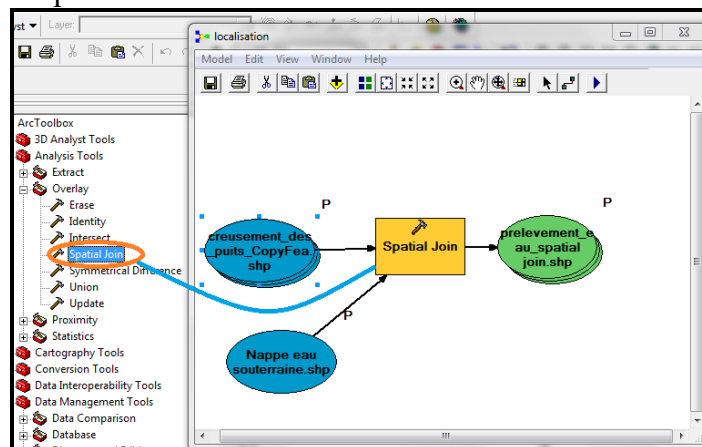 yst Layer:
localisation
Model Edit View Window Help
ArcToolbox
3D Analyst Tools
Analysis Tools
Extract
Overlay
Erase
Identity
Intersect
Spatial Join
Symmetrical Difference
Union
Update
Proximity
Statistics
Cartography Tools
Conversion Tools
Data Interoperability Tools
Data Management Tools
Data Comparison
Database
P
creusement_des
_puits_CopyFea.
shp
Spatial Join
P
prelevement_e
au_spatial
join.shp
P
Nappe eau
souterraine.shp